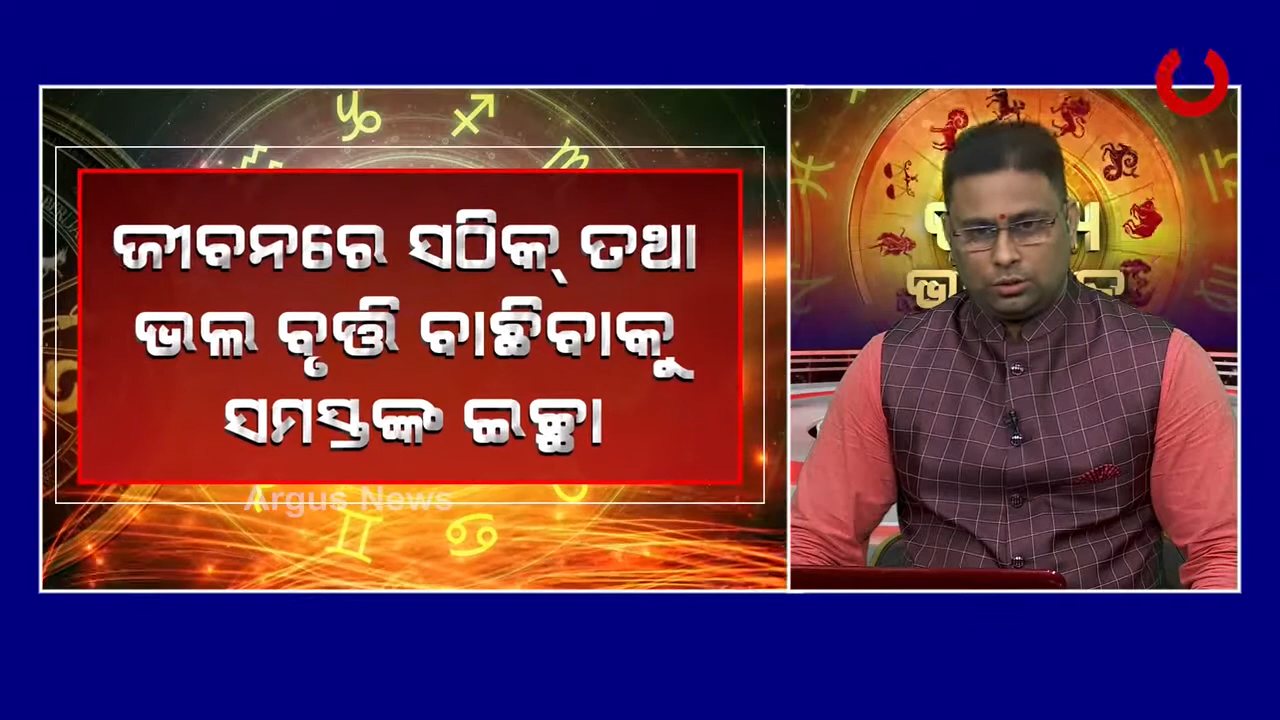 ଜୀବନରେ ସଠିକ୍ ତଥା
ଭଲ ବୃତ୍ତି ବାଛିବାକୁ
ସମସ୍ତଙ୍କ ଇଚ୍ଛା
Argus News